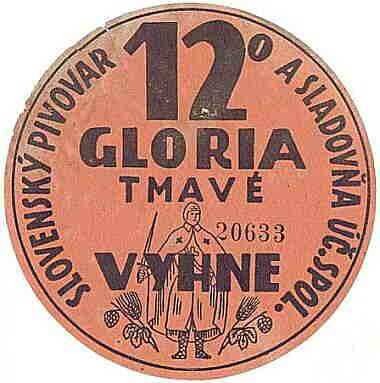 SLOVENSKÝ PIVOVAR A SLADOVŇA ÚČ. SPOL.
12°
GLORIA
TMAVÉ
20633
VYHNE